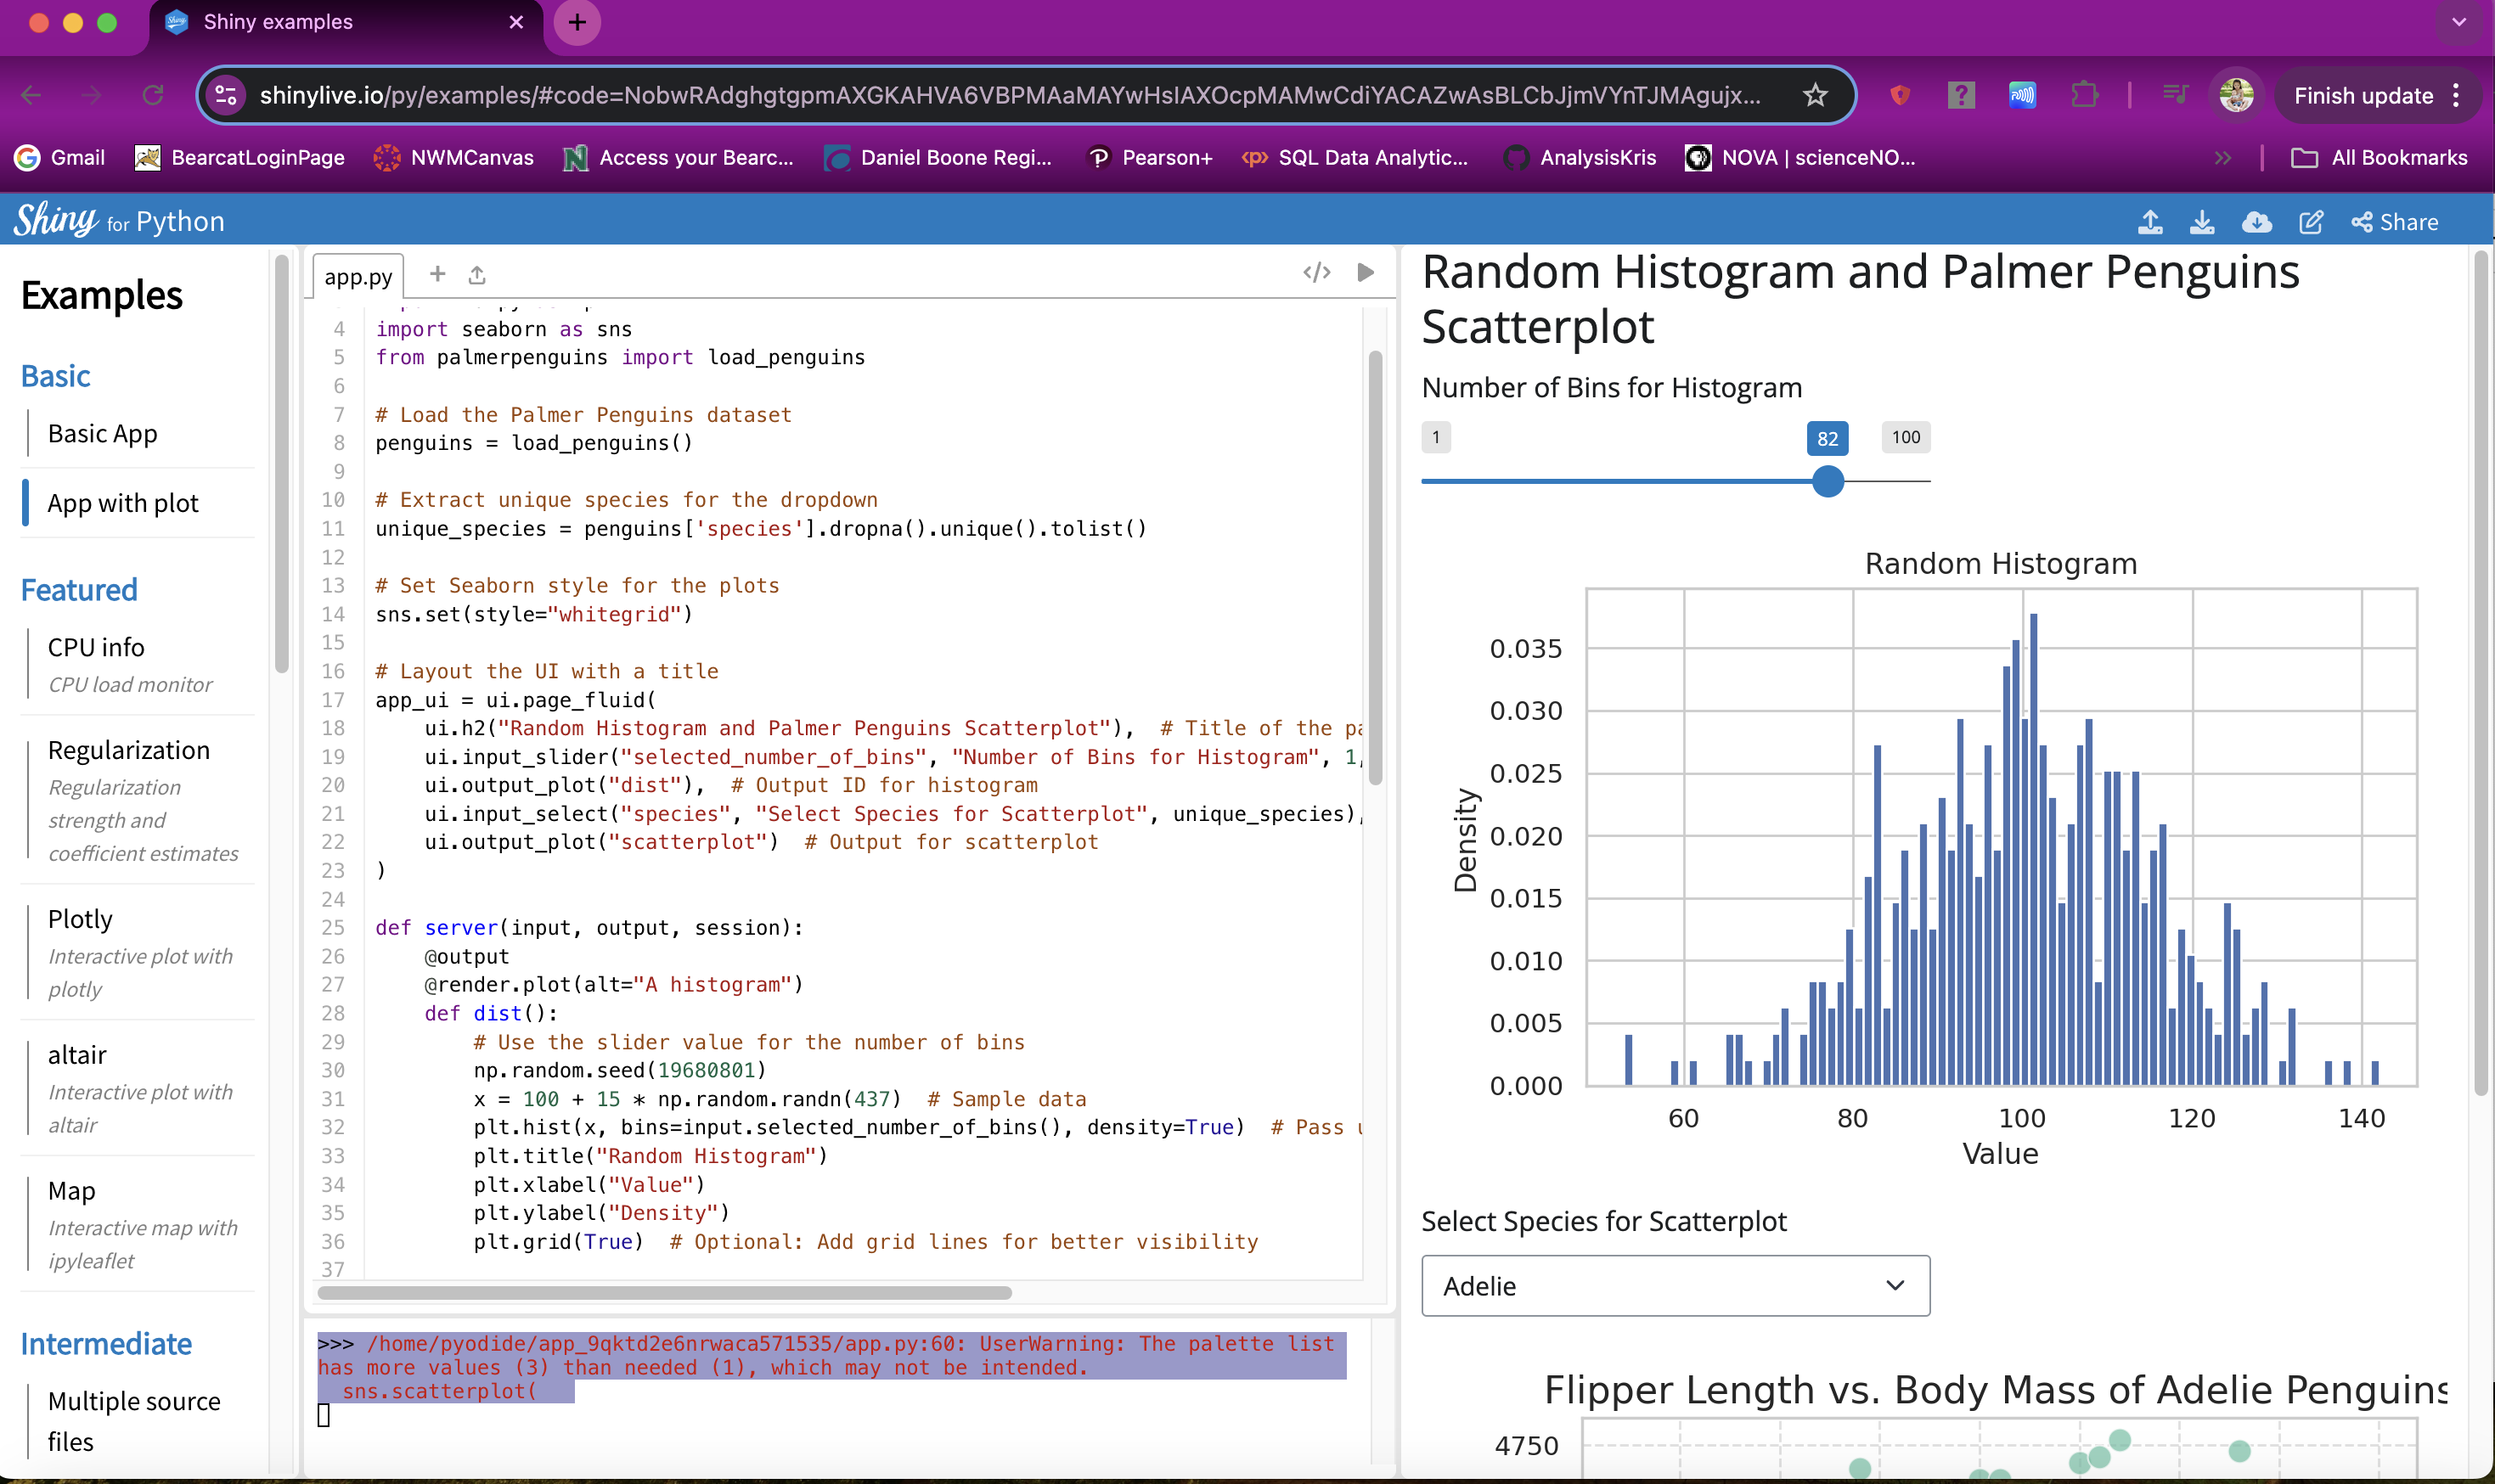 Shiny examples
shinylive.io/py/examples/#code=NobwRAdghgtgpmAXGKAHVA6VBPMAaMAYwHsIAXOcpMAMwCdiYACAZwAsBLCbJjmVYnTJMAgujx...
Finish update
Gmail
BearcatLoginPage
NWMCanvas
Access your Bearc...
Daniel Boone Regi...
Pearson+
SQL Data Analytic...
AnalysisKris
NOVA | scienceNO...
All Bookmarks
Shiny for Python
Share
Examples
Basic
Basic App
App with plot
Featured
CPU info
CPU load monitor
Regularization
Regularization
strength and
coefficient estimates
Plotly
Interactive plot with
plotly
altair
Interactive plot with
altair
Map
Interactive map with
ipyleaflet
Intermediate
Multiple source
files
app.py
4 import seaborn as sns
5 from palmerpenguins import load_penguins
6
7 # Load the Palmer Penguins dataset
8 penguins = load_penguins()
9
10 # Extract unique species for the dropdown
11 unique_species = penguins['species'].dropna().unique().tolist()
12
13 # Set Seaborn style for the plots
14 sns.set(style="whitegrid")
15
16 # Layout the UI with a title
17 app_ui = ui.page_fluid(
18 ui.h2("Random Histogram and Palmer Penguins Scatterplot"),  # Title of the pa
19 ui.input_slider("selected_number_of_bins", "Number of Bins for Histogram", 1,
20 ui.output_plot("dist"),  # Output ID for histogram
21 ui.input_select("species", "Select Species for Scatterplot", unique_species),
22 ui.output_plot("scatterplot")  # Output for scatterplot
23 )
24
25 def server(input, output, session):
26 @output
27 @render.plot(alt="A histogram")
28 def dist():
29 # Use the slider value for the number of bins
30 np.random.seed(19680801)
31 x = 100 + 15 * np.random.randn(437)  # Sample data
32 plt.hist(x, bins=input.selected_number_of_bins(), density=True)  # Pass u
33 plt.title("Random Histogram")
34 plt.xlabel("Value")
35 plt.ylabel("Density")
36 plt.grid(True)  # Optional: Add grid lines for better visibility
37
>>> /home/pyodide/app_9qktd2e6nrwaca571535/app.py:60: UserWarning: The palette list
has more values (3) than needed (1), which may not be intended.
sns.scatterplot(
Random Histogram and Palmer Penguins
Scatterplot
Number of Bins for Histogram
1 82 100
Random Histogram
0.035
0.030
0.025
0.020
0.015
0.010
0.005
0.000
Density
60 80 100 120 140
Value
Select Species for Scatterplot
Adelie
Flipper Length vs. Body Mass of Adelie Penguins
4750